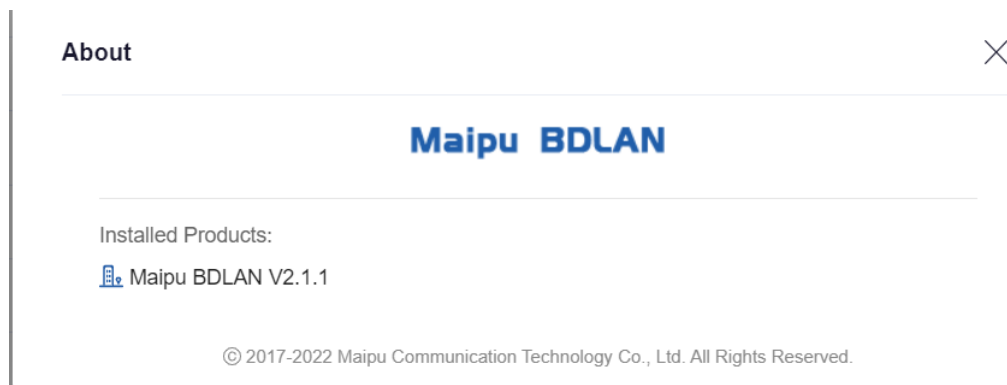 About
Maipu BDLAN
Installed Products:
Maipu BDLAN V2.1.1
© 2017-2022 Maipu Communication Technology Co., Ltd. All Rights Reserved.